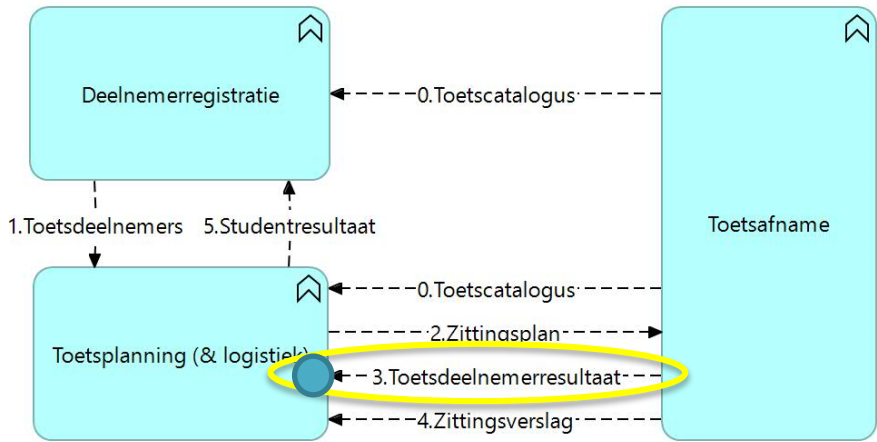 Deelnemerregistratie
0.Toetscatalogus
1.Toetsdeelnemers
5.Studentresultaat
Toetsafname
0.Toetscatalogus
2.Zittingsplan
Toetsplanning (& logistiek)
3.Toetsdeelnemerresultaat
4.Zittingsverslag